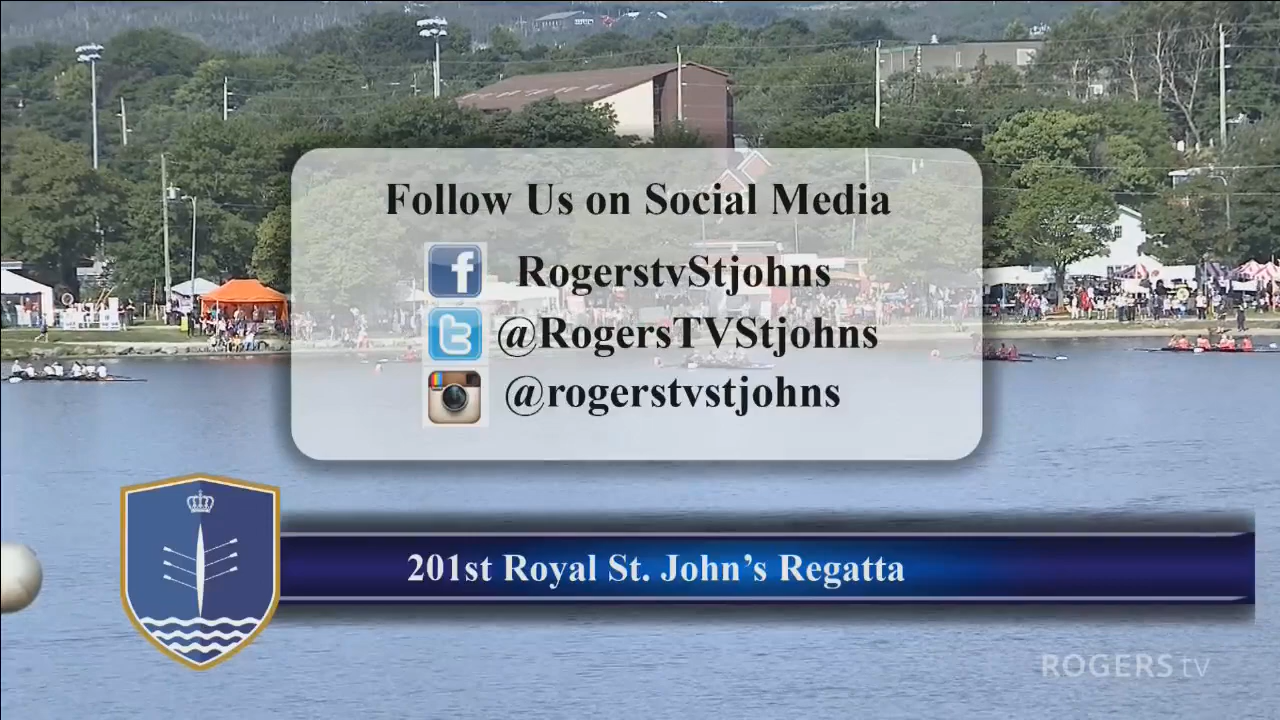 Follow Us on Social Media
RogerstvStjohns
@RogersTVStjohns
@rogerstvstjohns
201st Royal St. John’s Regatta
ROGERS tv